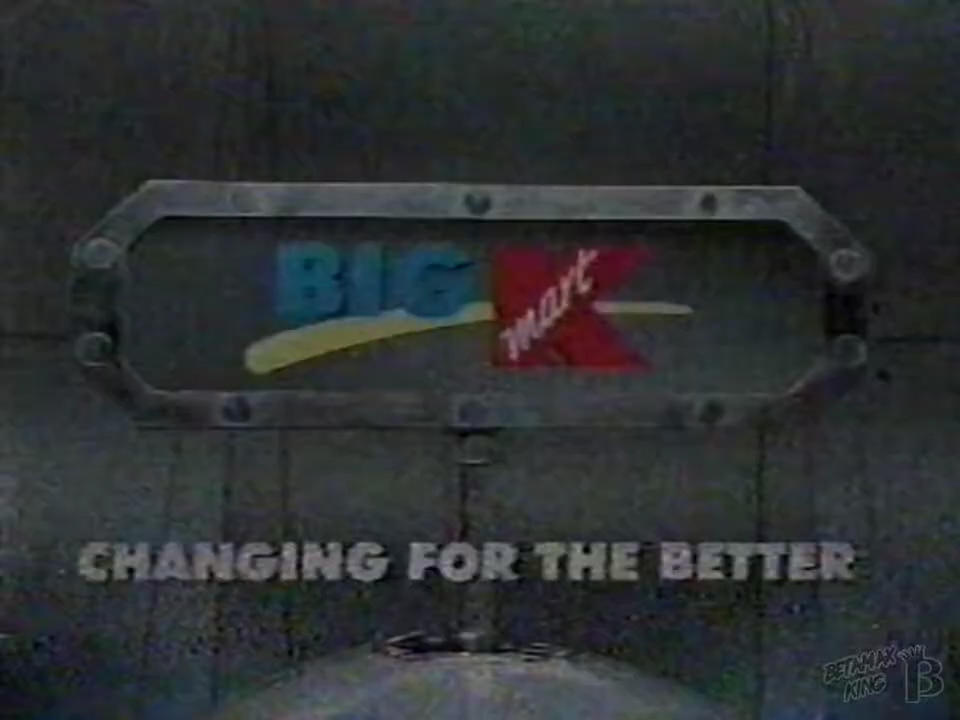 BIG K
mart
CHANGING FOR THE BETTER
BETAMAX
KING B